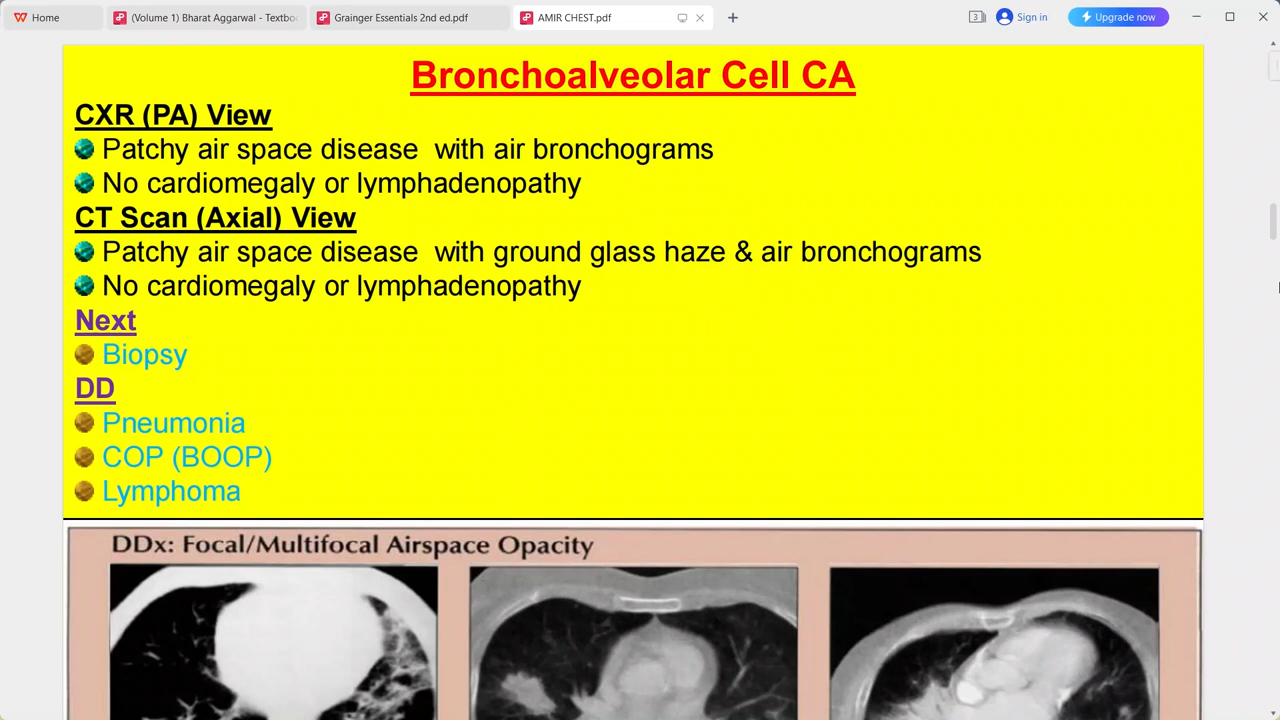 Home
(Volume 1) Bharat Aggarwal - Textbo
Grainger Essentials 2nd ed.pdf
AMIR CHEST.pdf
3
Sign in
Upgrade now
Bronchoalveolar Cell CA
CXR (PA) View
Patchy air space disease with air bronchograms
No cardiomegaly or lymphadenopathy
CT Scan (Axial) View
Patchy air space disease with ground glass haze & air bronchograms
No cardiomegaly or lymphadenopathy
Next
Biopsy
DD
Pneumonia
COP (BOOP)
Lymphoma
DDx: Focal/Multifocal Airspace Opacity